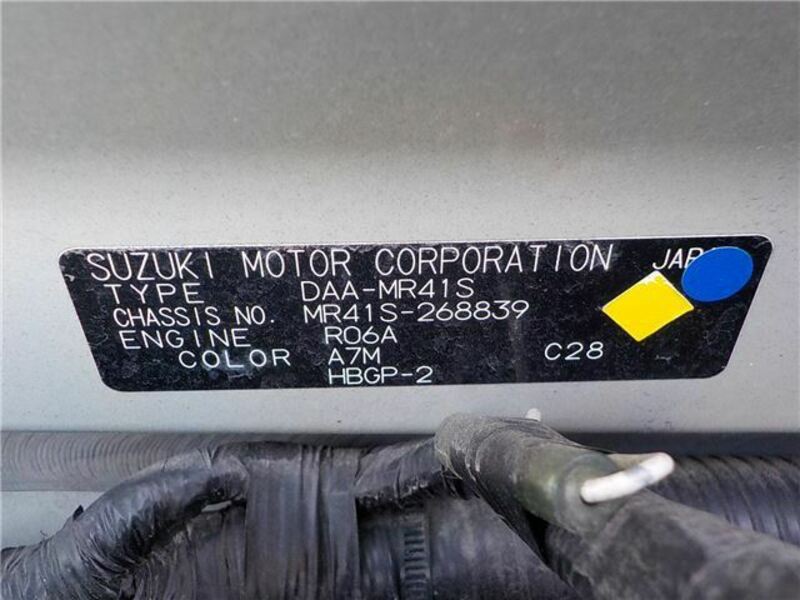 SUZUKI MOTOR CORPORATION
TYPE DAA-MR41S
CHASSIS NO. MR41S-268839
ENGINE R06A
COLOR A7M C28
HBGP-2